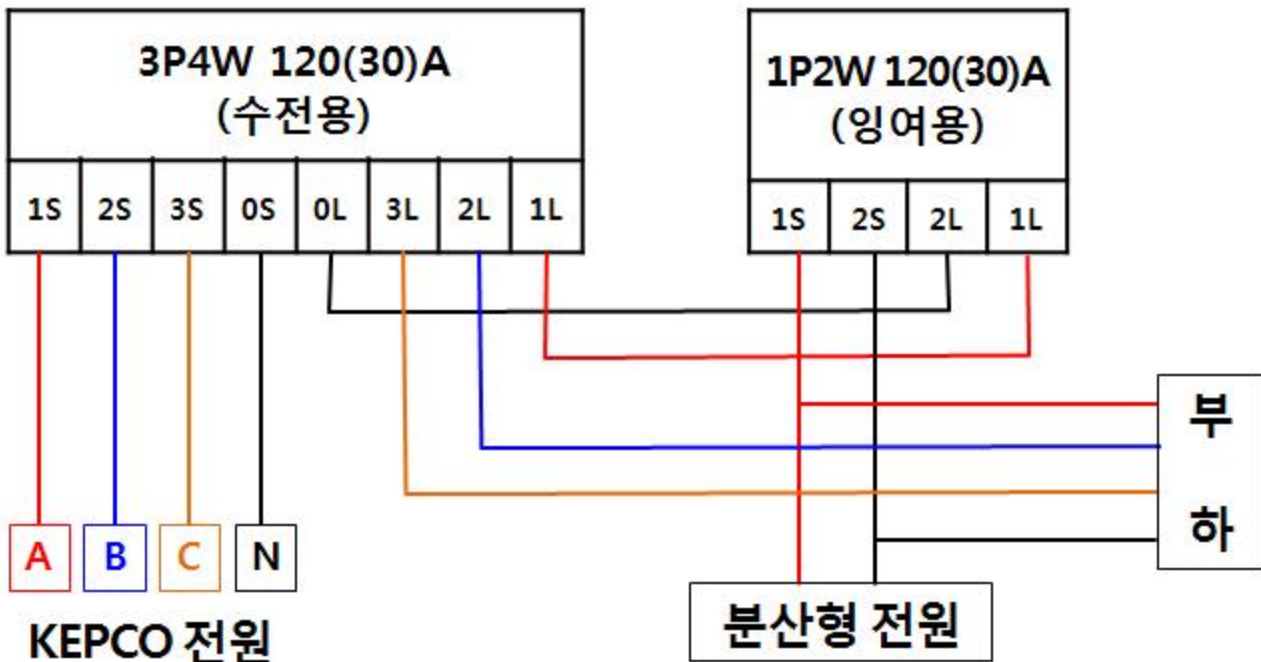 3P4W 120(30)A
(수전용)
1S 2S 3S 0S 0L 3L 2L 1L
1P2W 120(30)A
(잉여용)
1S 2S 2L 1L
부
하
A B C N
KEPCO 전원
분산형 전원